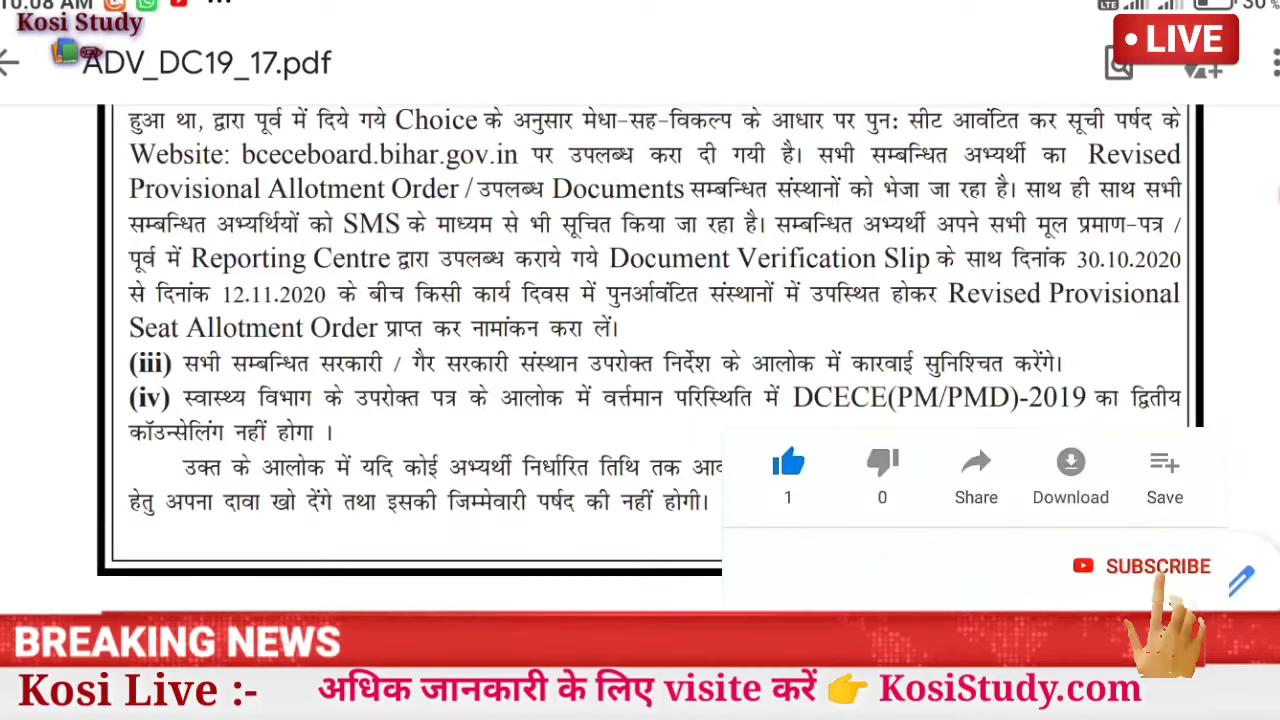 10:08 AM
30%
Kosi Study
LIVE
ADV_DC19_17.pdf
हुआ था, द्वारा पूर्व में दिये गये Choice के अनुसार मेधा-सह-विकल्प के आधार पर पुन: सीट आवंटित कर सूची पर्षद के
Website: bceceboard.bihar.gov.in पर उपलब्ध करा दी गयी है। सभी सम्बन्धित अभ्यर्थी का Revised
Provisional Allotment Order / उपलब्ध Documents सम्बन्धित संस्थानों को भेजा जा रहा है। साथ ही साथ सभी
सम्बन्धित अभ्यर्थियों को SMS के माध्यम से भी सूचित किया जा रहा है। सम्बन्धित अभ्यर्थी अपने सभी मूल प्रमाण-पत्र /
पूर्व में Reporting Centre द्वारा उपलब्ध कराये गये Document Verification Slip के साथ दिनांक 30.10.2020
से दिनांक 12.11.2020 के बीच किसी कार्य दिवस में पुनर्आवंटित संस्थानों में उपस्थित होकर Revised Provisional
Seat Allotment Order प्राप्त कर नामांकन करा लें।
(iii) सभी सम्बन्धित सरकारी / गैर सरकारी संस्थान उपरोक्त निर्देश के आलोक में कारवाई सुनिश्चित करेंगे।
(iv) स्वास्थ्य विभाग के उपरोक्त पत्र के आलोक में वर्त्तमान परिस्थिति में DCECE(PM/PMD)-2019 का द्वितीय
कॉउन्सेलिंग नहीं होगा ।
उक्त के आलोक में यदि कोई अभ्यर्थी निर्धारित तिथि तक
हेतु अपना दावा खो देंगे तथा इसकी जिम्मेवारी पर्षद की नहीं होगी।
1 0 Share Download Save
SUBSCRIBE
BREAKING NEWS
Kosi Live :- अधिक जानकारी के लिए visite करें 👉 KosiStudy.com